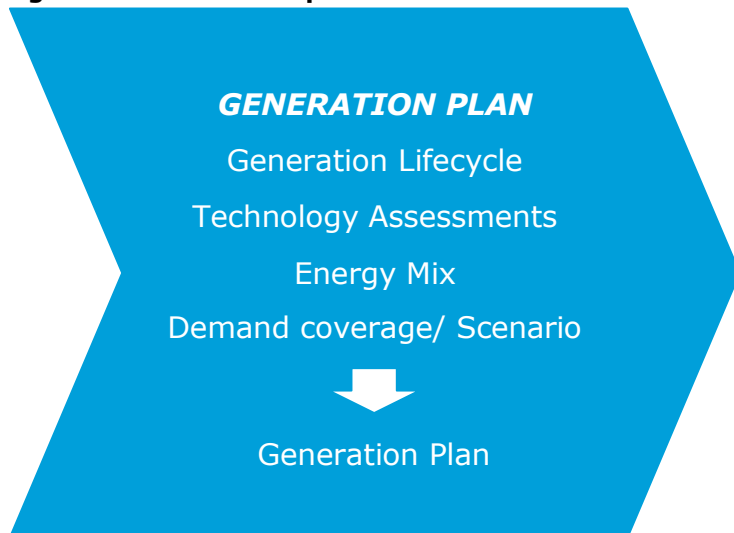 GENERATION PLAN
Generation Lifecycle
Technology Assessments
Energy Mix
Demand coverage/ Scenario
Generation Plan